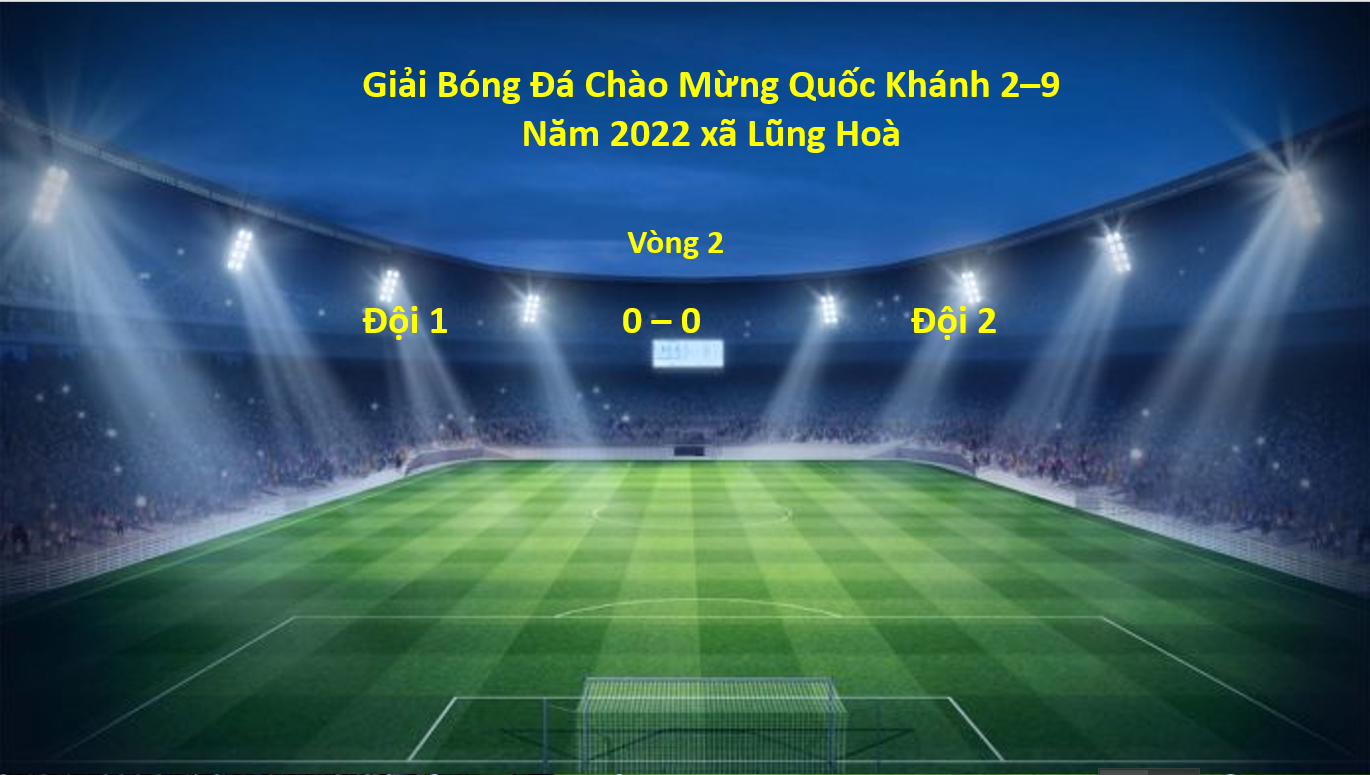 Giải Bóng Đá Chào Mừng Quốc Khánh 2–9
Năm 2022 xã Lũng Hoà
Vòng 2
Đội 1 0 – 0 Đội 2